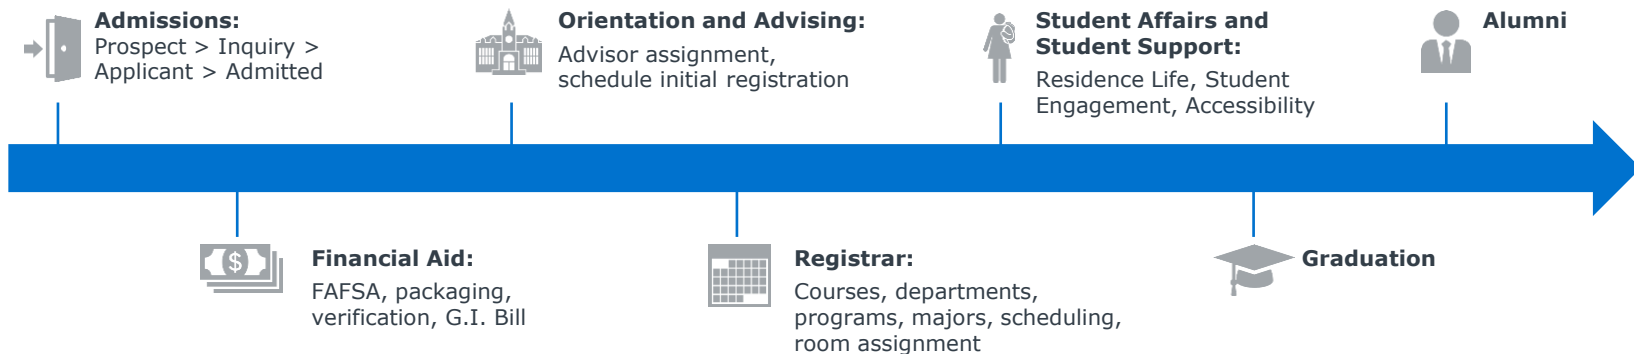 Admissions:
Prospect > Inquiry >
Applicant > Admitted
Orientation and Advising:
Advisor assignment,
schedule initial registration
Student Affairs and
Student Support:
Residence Life, Student
Engagement, Accessibility
Alumni
$
Financial Aid:
FAFSA, packaging,
verification, G.I. Bill
Registrar:
Courses, departments,
programs, majors, scheduling,
room assignment
Graduation